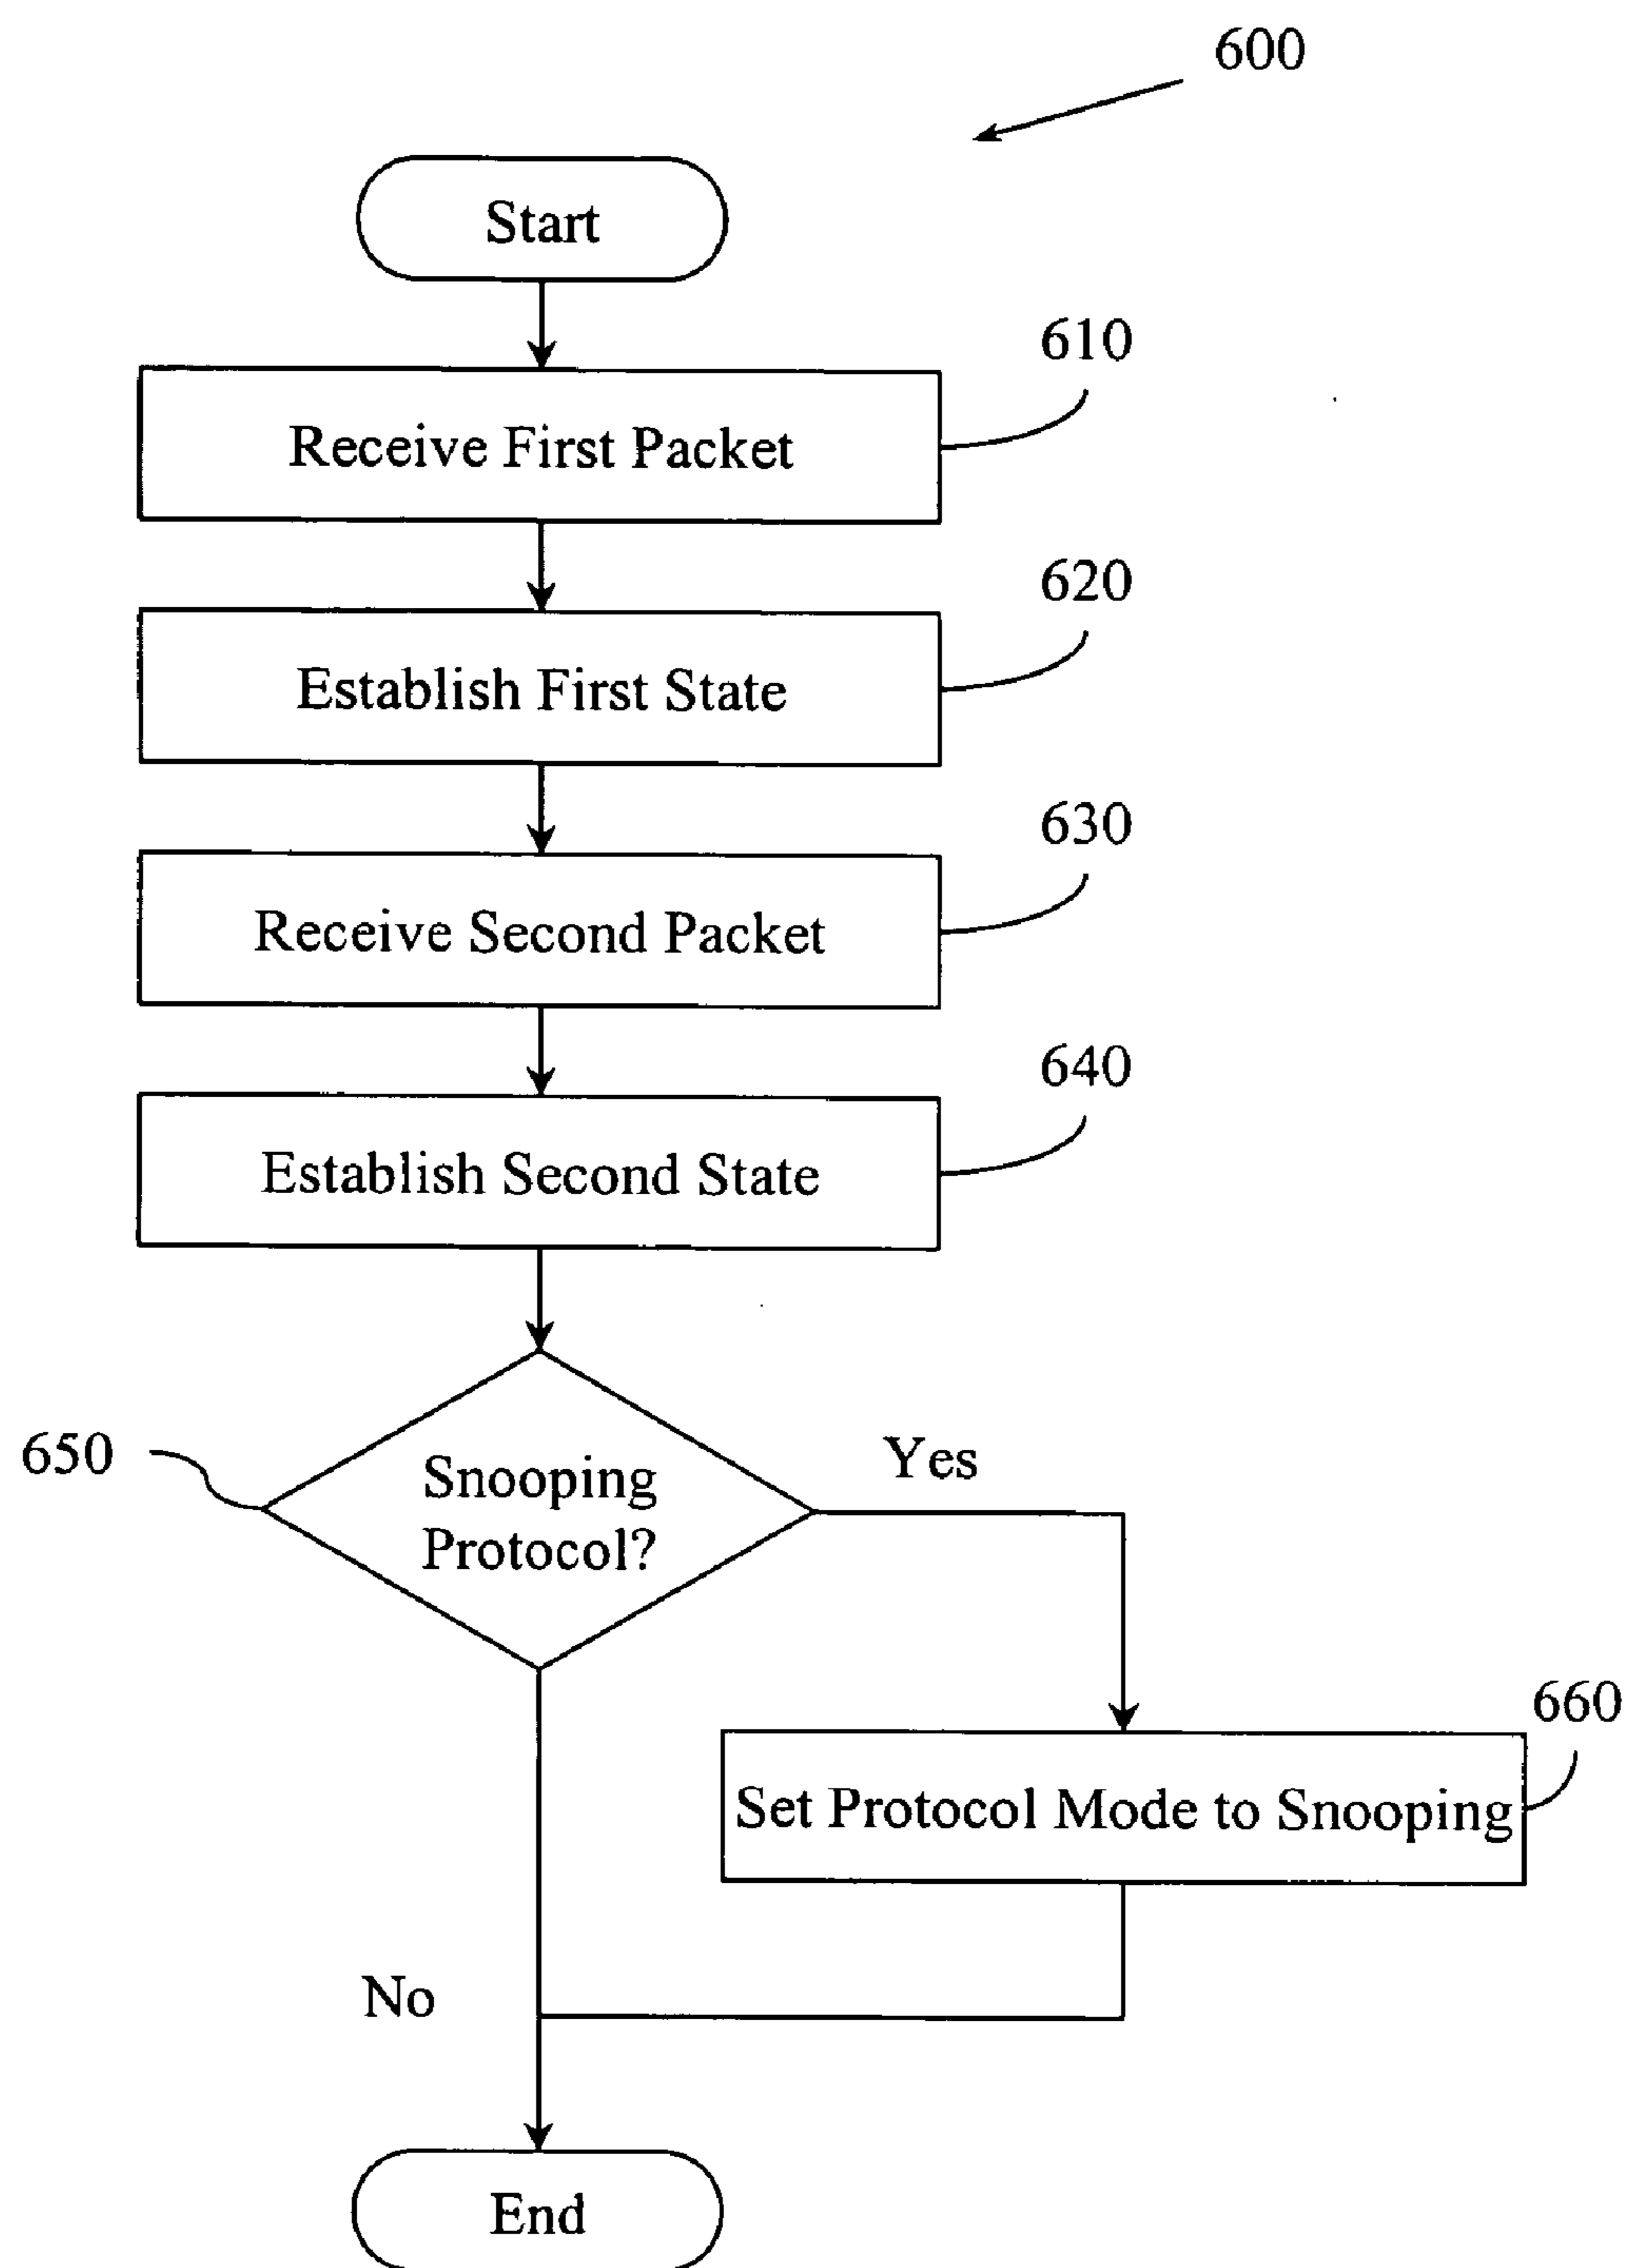 600
Start
610
Receive First Packet
620
Establish First State
630
Receive Second Packet
640
Establish Second State
650
Snooping
Protocol?
Yes
660
Set Protocol Mode to Snooping
No
End